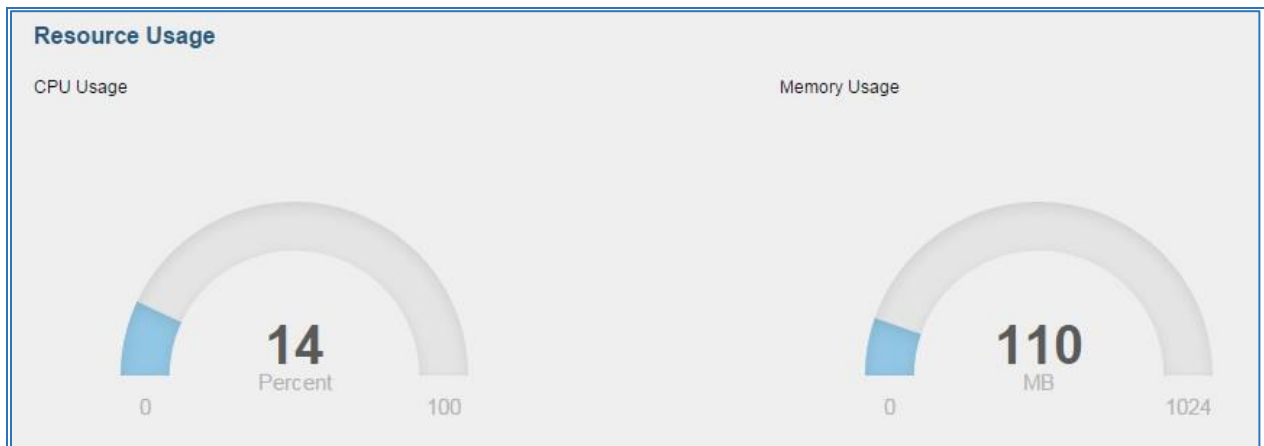 Resource Usage
CPU Usage
Memory Usage
14
Percent
0
100
110
MB
0
1024